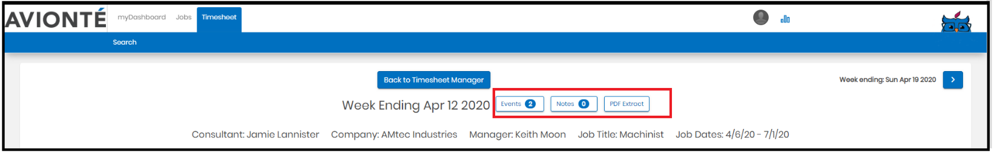 AVIONTÉ myDashboard Jobs Timesheet
Search
Back to Timesheet Manager Week ending: Sun Apr 19 2020 >
Week Ending Apr 12 2020 Events 2 Notes 0 PDF Extract
Consultant: Jamie Lannister Company: AMtec Industries Manager: Keith Moon Job Title: Machinist Job Dates: 4/6/20 - 7/1/20